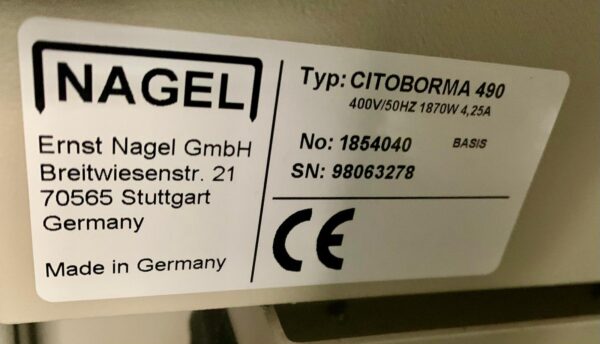 NAGEL
Ernst Nagel GmbH
Breitwiesenstr. 21
70565 Stuttgart
Germany
Made in Germany
Typ: CITOBORMA 490
400V/50HZ 1870W 4,25A
No: 1854040 BASIS
SN: 98063278
CE